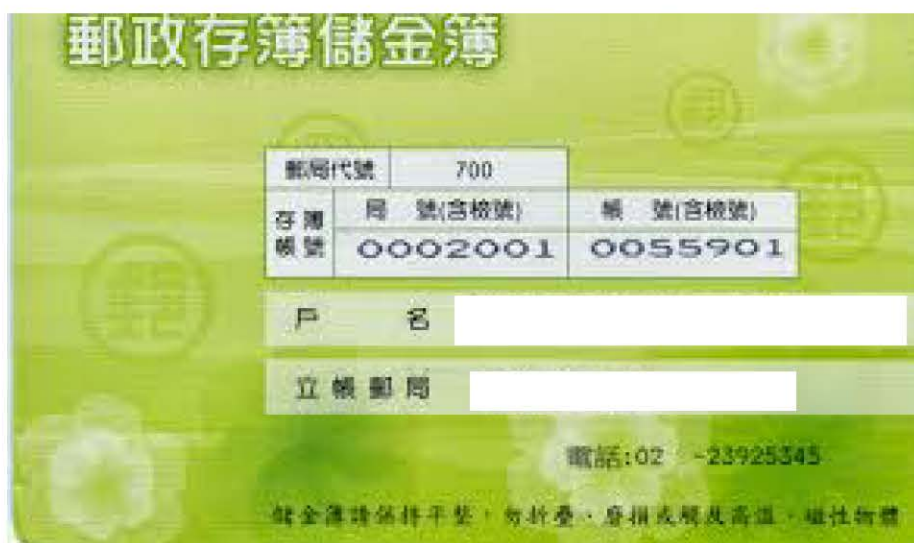 郵政存簿儲金簿
郵局代號 700
存簿帳號 局 號(含檢號) 帳 號(含檢號)
0002001 0055901
戶 名
立帳郵局
電話:02 -23925345
儲金簿請保持平整,勿折疊、磨損或觸及高溫、磁性物體